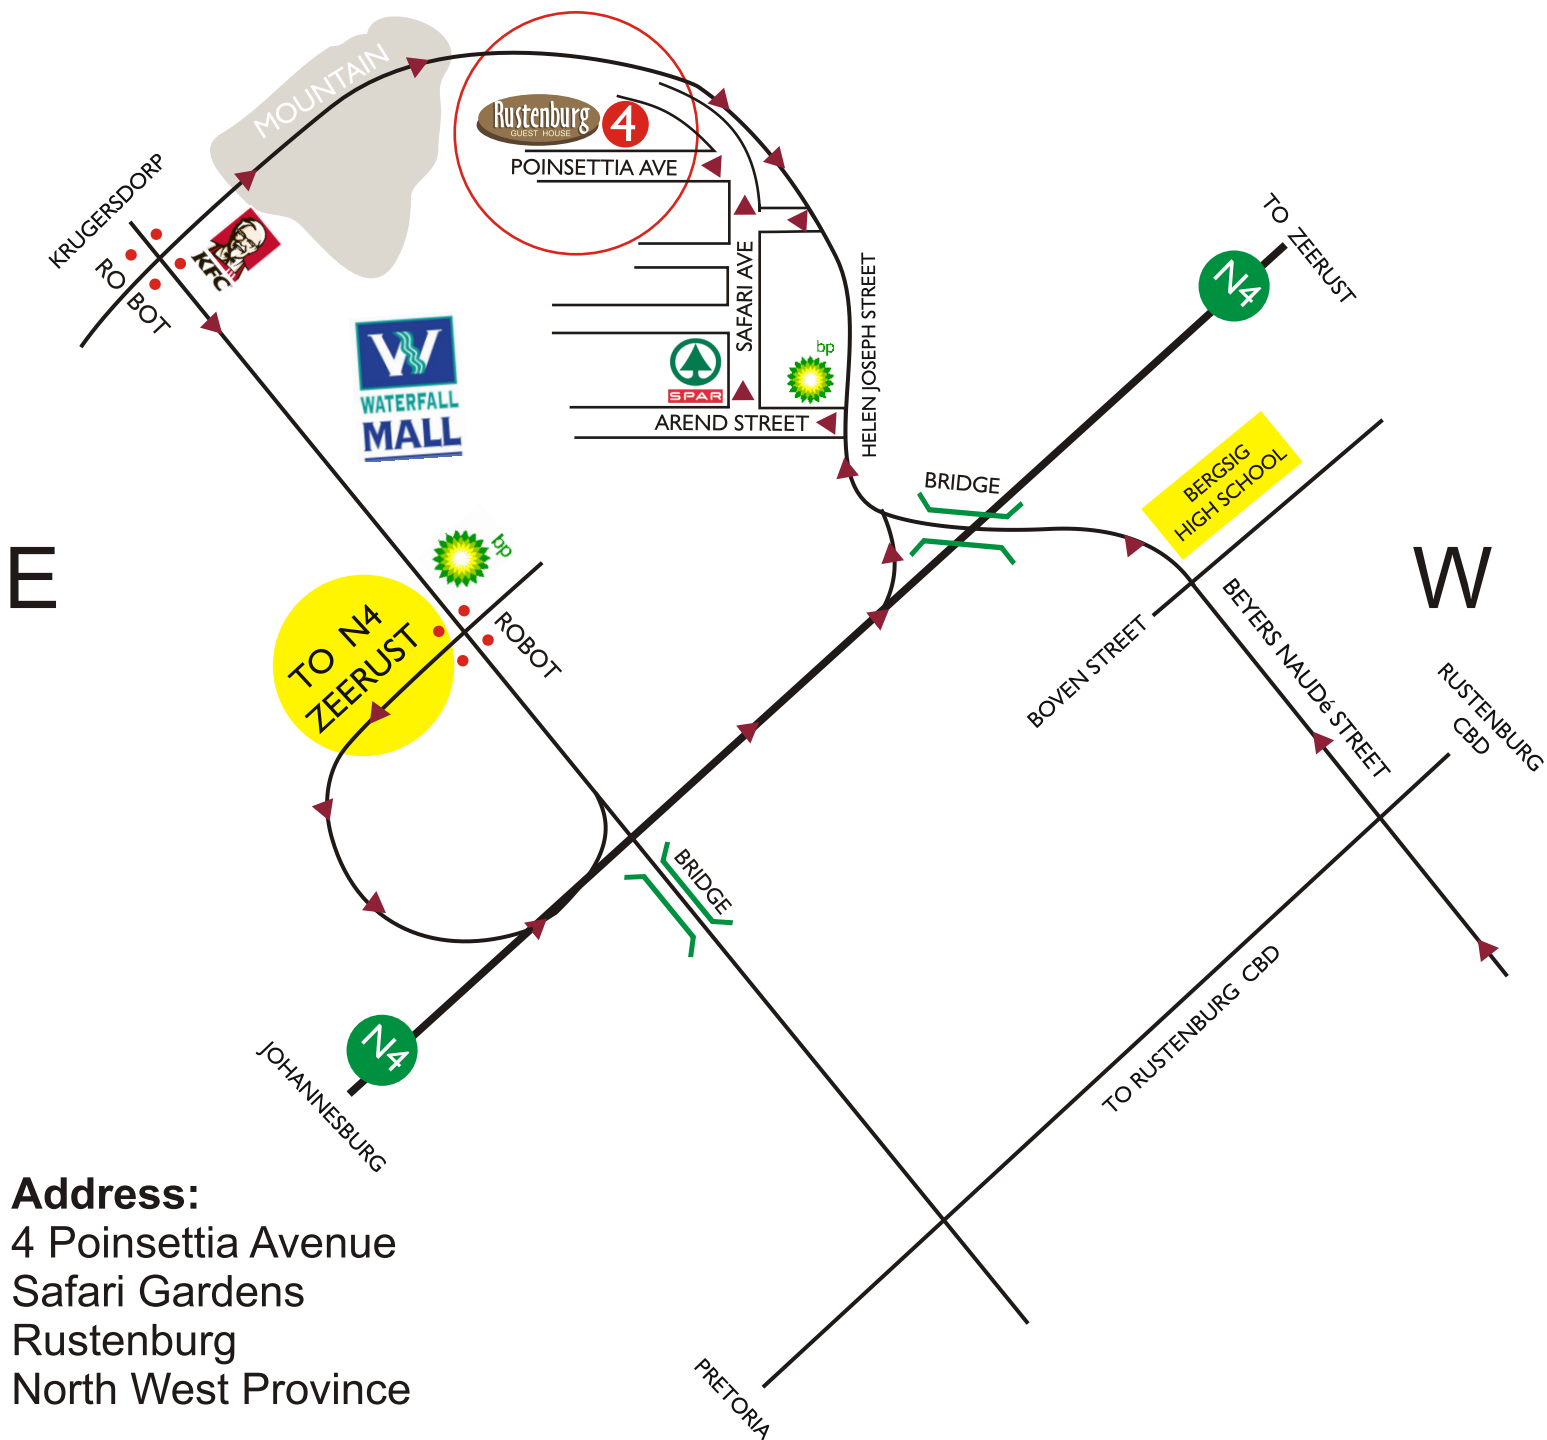 MOUNTAIN
Rustenburg
GUEST HOUSE
4
POINSETTIA AVE
KRUGERSDORP
RO BOT
KFC
TO ZEERUST
N4
SAFARI AVE
HELEN JOSEPH STREET
W
WATERFALL
MALL
SPAR
bp
AREND STREET
BRIDGE
BERGSIG
HIGH SCHOOL
E
W
bp
TO N4
ZEERUST
ROBOT
BOVEN STREET
BEYERS NAUDé STREET
RUSTENBURG
CBD
BRIDGE
TO RUSTENBURG CBD
N4
JOHANNESBURG
PRETORIA
Address:
4 Poinsettia Avenue
Safari Gardens
Rustenburg
North West Province